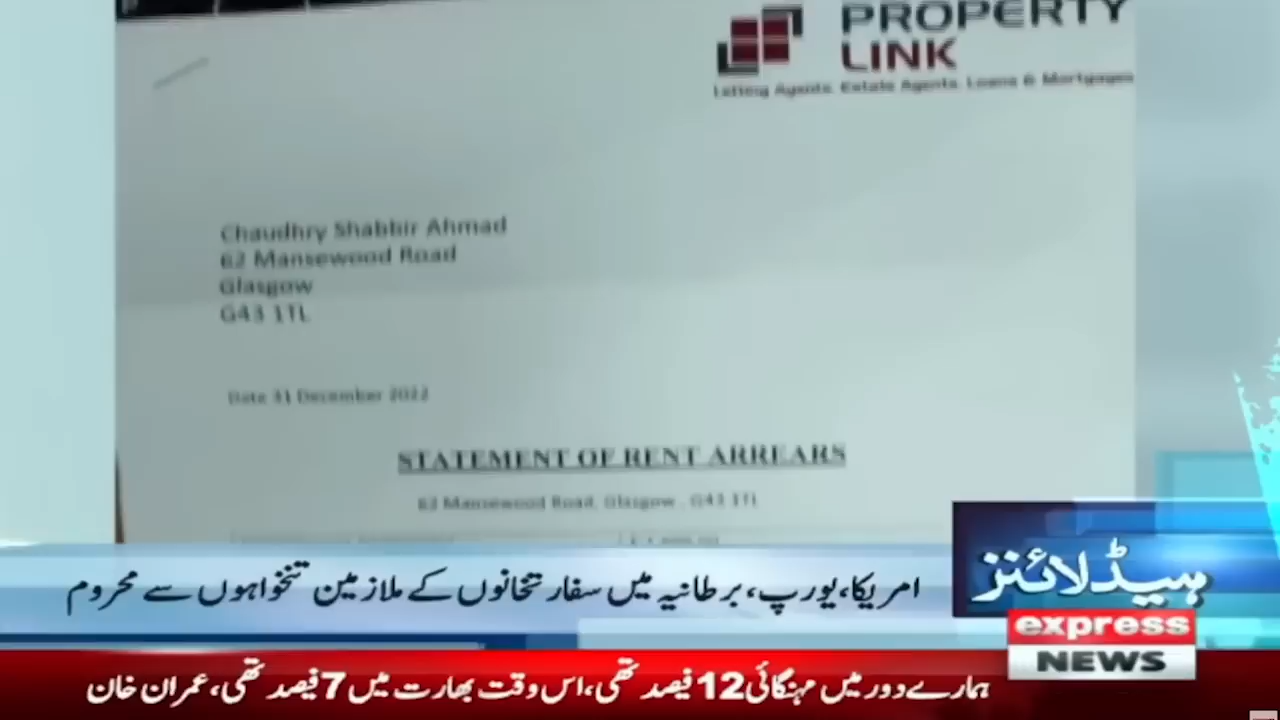 PROPERTY
LINK
Letting Agents, Estate Agents, Loans & Mortgages
Chaudhry Shabbir Ahmad
62 Mansewood Road
Glasgow
G43 1TL
Date 31 December 2022
STATEMENT OF RENT ARREARS
62 Mansewood Road, Glasgow, G43 1TL
امریکا، یورپ، برطانیہ میں سفارتخانوں کے ملازمین تنخواہوں سے محروم
ہیڈلائنز
express
NEWS
ہمارے دور میں مہنگائی 12 فیصد تھی، اس وقت بھارت میں 7 فیصد تھی، عمران خان